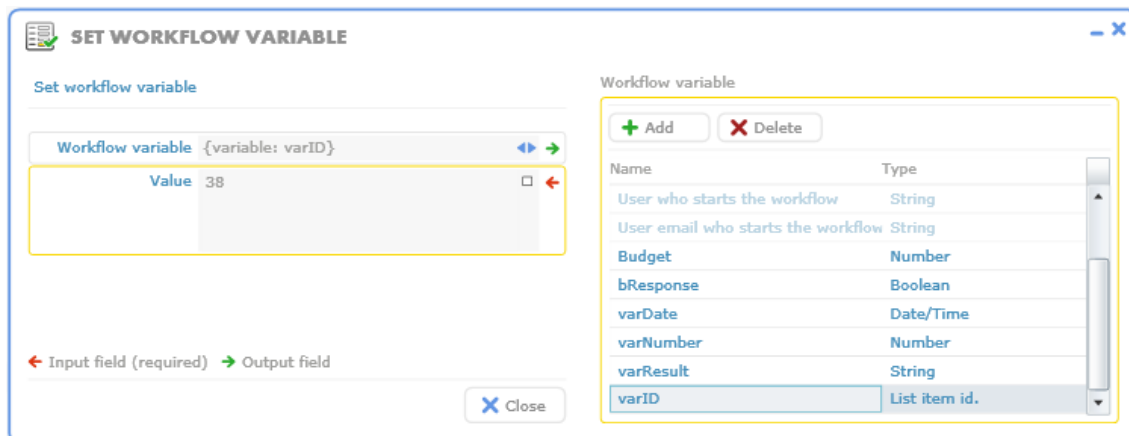 SET WORKFLOW VARIABLE
Set workflow variable
Workflow variable {variable: varID}
Value 38
Input field (required) Output field
Close
Workflow variable
Add Delete
Name Type
User who starts the workflow String
User email who starts the workflow String
Budget Number
bResponse Boolean
varDate Date/Time
varNumber Number
varResult String
varID List item id.